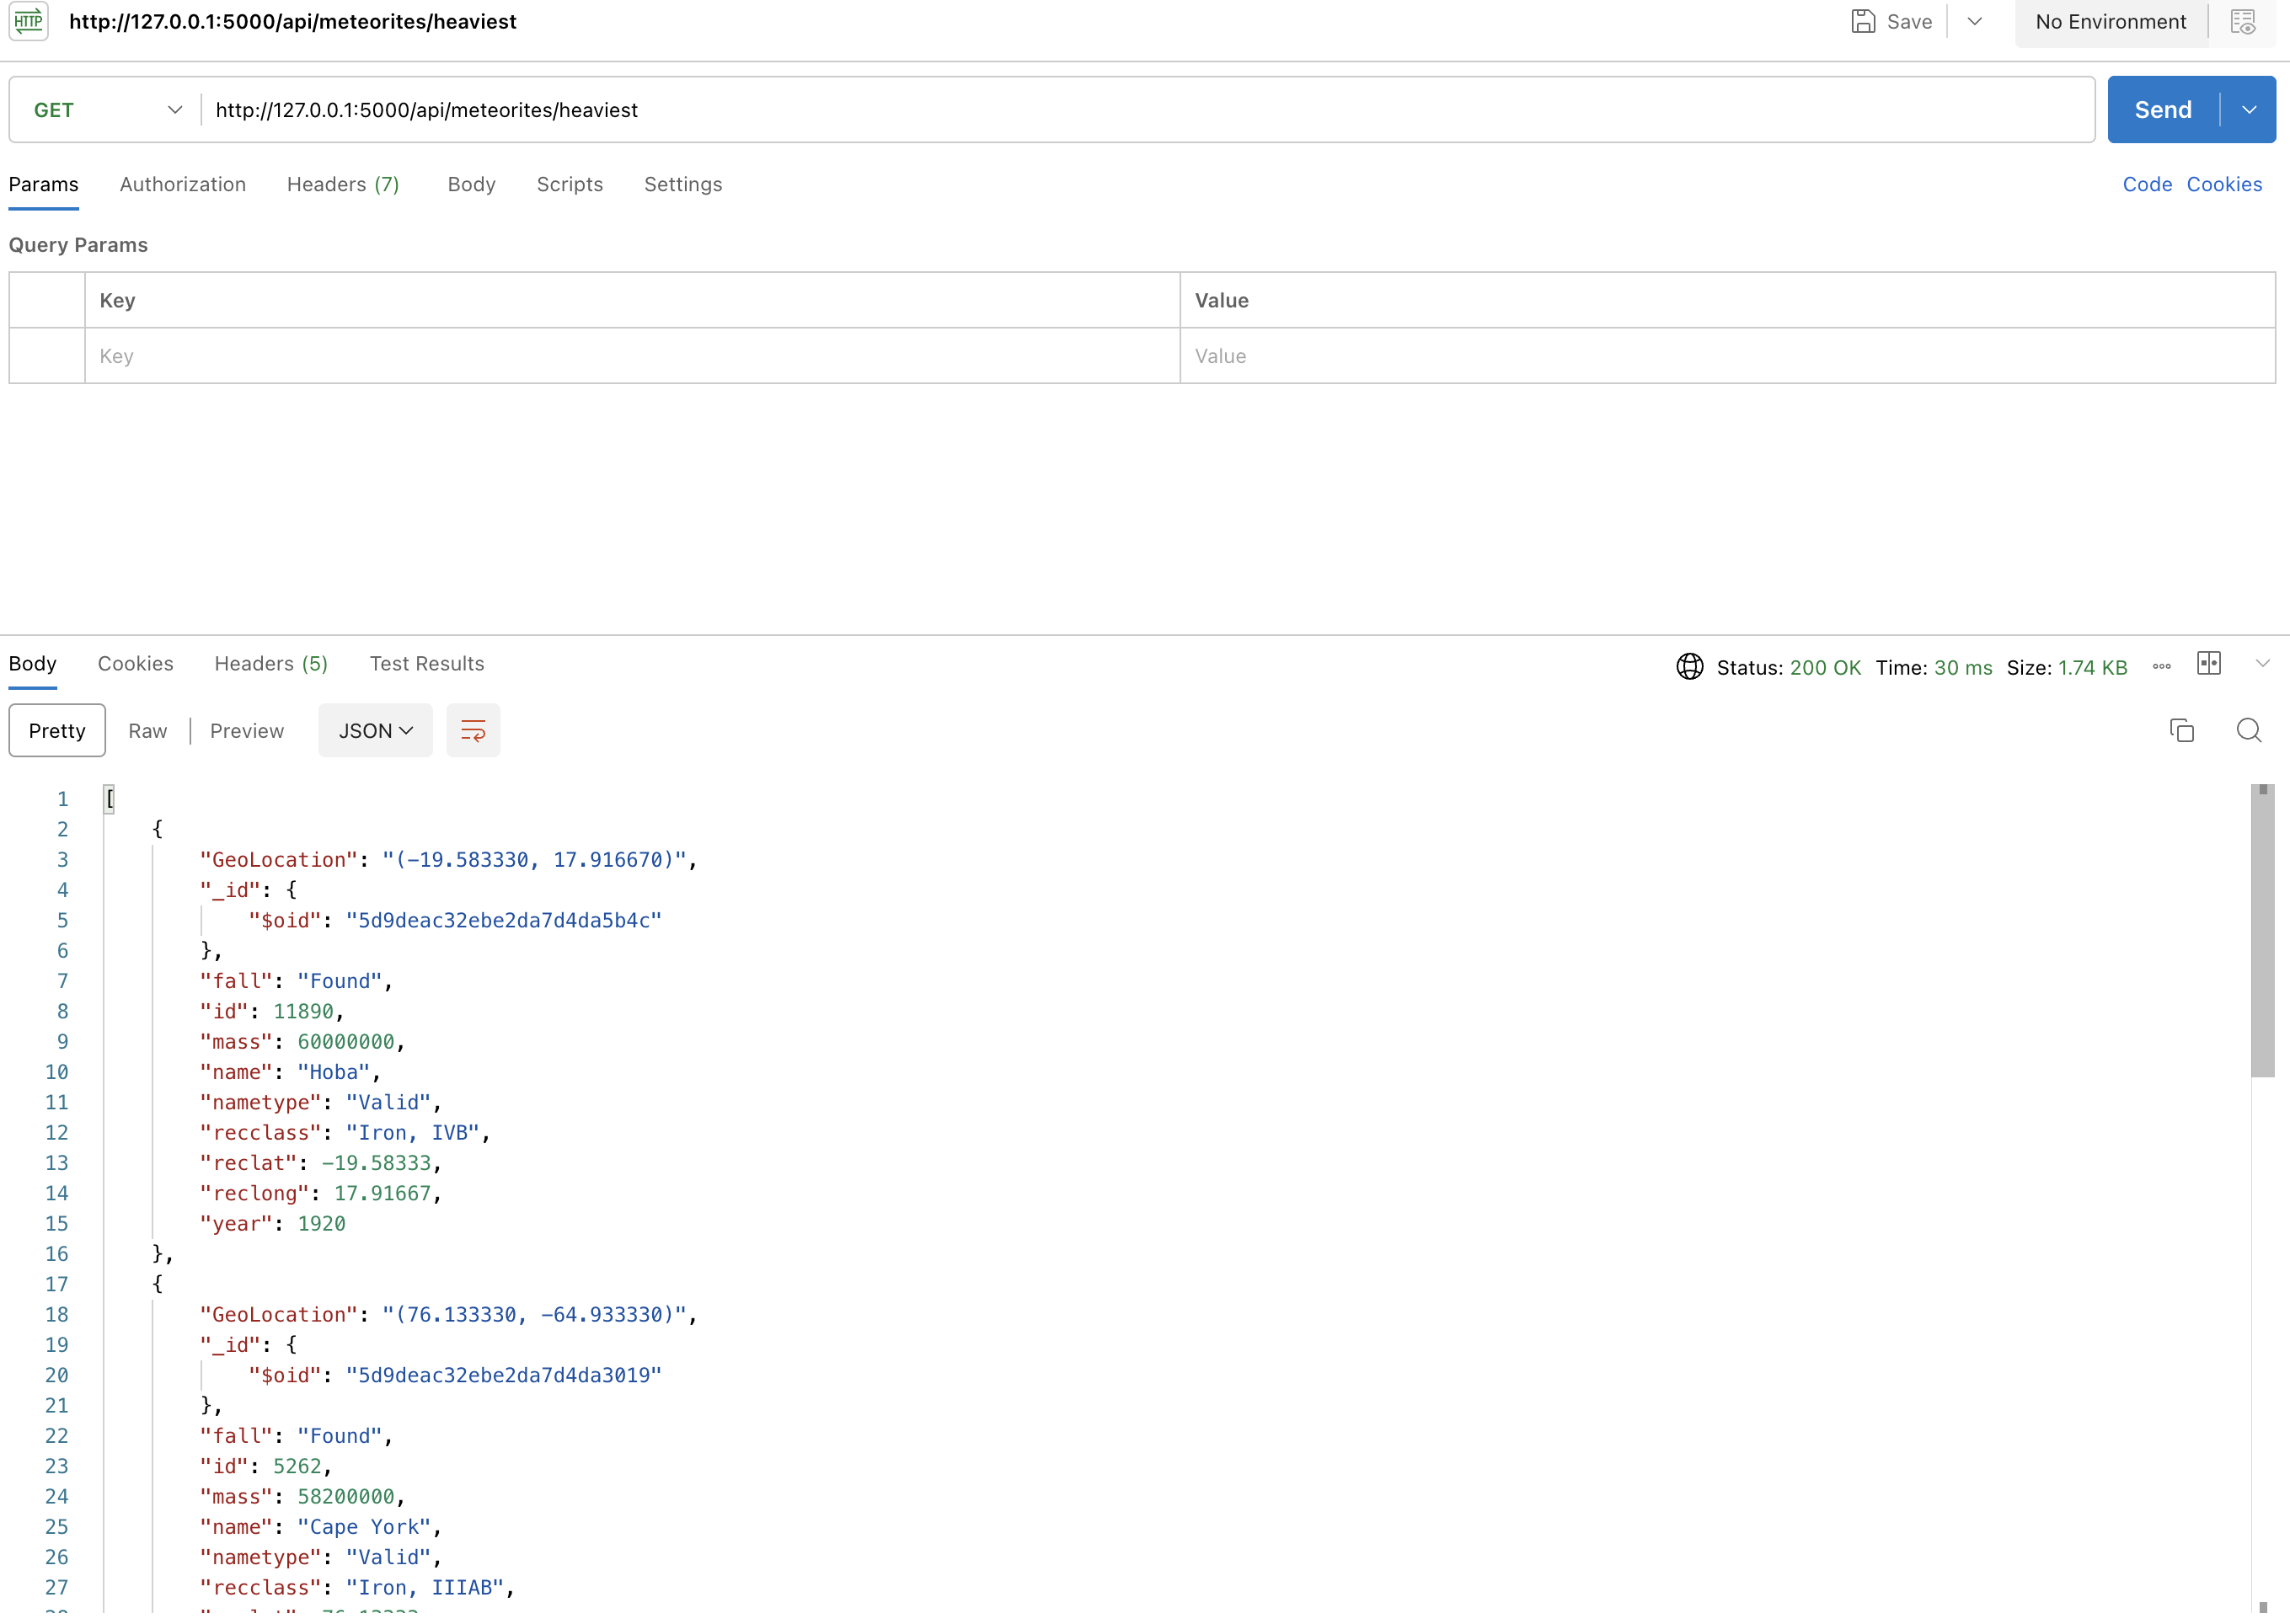 HTTP http://127.0.0.1:5000/api/meteorites/heaviest Save No Environment
GET http://127.0.0.1:5000/api/meteorites/heaviest Send
Params Authorization Headers (7) Body Scripts Settings Code Cookies
Query Params
Key Value
Key Value
Body Cookies Headers (5) Test Results Status: 200 OK Time: 30 ms Size: 1.74 KB
Pretty Raw Preview JSON
1 [
2 {
3 "GeoLocation": "(-19.583330, 17.916670)",
4 "_id": {
5 "$oid": "5d9deac32ebe2da7d4da5b4c"
6 },
7 "fall": "Found",
8 "id": 11890,
9 "mass": 60000000,
10 "name": "Hoba",
11 "nametype": "Valid",
12 "recclass": "Iron, IVB",
13 "reclat": -19.58333,
14 "reclong": 17.91667,
15 "year": 1920
16 },
17 {
18 "GeoLocation": "(76.133330, -64.933330)",
19 "_id": {
20 "$oid": "5d9deac32ebe2da7d4da3019"
21 },
22 "fall": "Found",
23 "id": 5262,
24 "mass": 58200000,
25 "name": "Cape York",
26 "nametype": "Valid",
27 "recclass": "Iron, IIIAB",